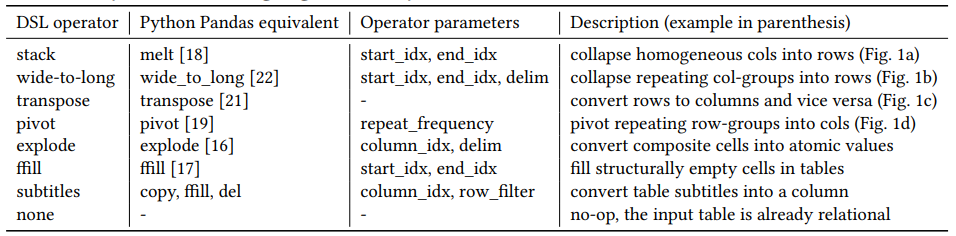 DSL operator Python Pandas equivalent Operator parameters Description (example in parenthesis)
stack melt [18] start_idx, end_idx collapse homogeneous cols into rows (Fig. 1a)
wide-to-long wide_to_long [22] start_idx, end_idx, delim collapse repeating col-groups into rows (Fig. 1b)
transpose transpose [21] - convert rows to columns and vice versa (Fig. 1c)
pivot pivot [19] repeat_frequency pivot repeating row-groups into cols (Fig. 1d)
explode explode [16] column_idx, delim convert composite cells into atomic values
ffill ffill [17] start_idx, end_idx fill structurally empty cells in tables
subtitles copy, ffill, del column_idx, row_filter convert table subtitles into a column
none - - no-op, the input table is already relational